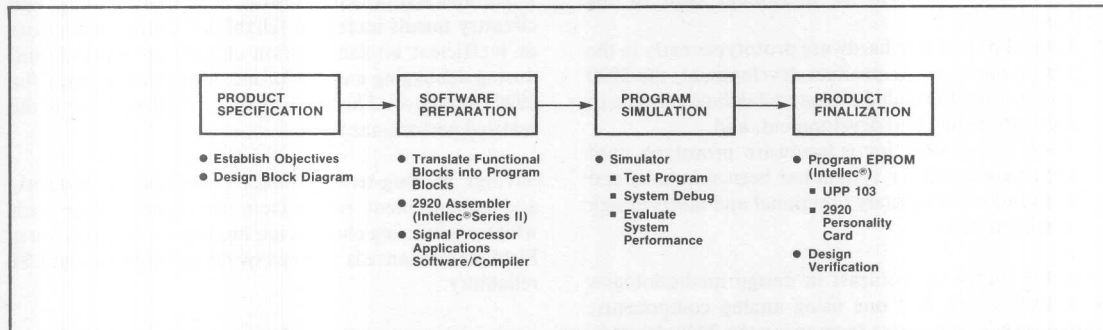 PRODUCT
SPECIFICATION
SOFTWARE
PREPARATION
PROGRAM
SIMULATION
PRODUCT
FINALIZATION
● Establish Objectives
● Design Block Diagram
● Translate Functional
Blocks into Program
Blocks
● 2920 Assembler
(Intellec® Series II)
● Signal Processor
Applications
Software/Compiler
● Simulator
■ Test Program
■ System Debug
■ Evaluate
System
Performance
● Program EPROM
(Intellec®)
■ UPP 103
■ 2920
Personality
Card
● Design
Verification